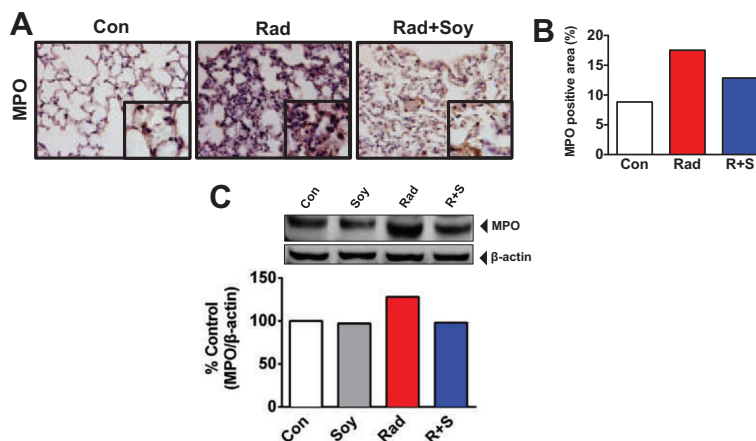 A
Con
Rad
Rad+Soy
MPO
B
MPO positive area (%)
20
15
10
5
0
Con Rad R+S
C
Con Soy Rad R+S
MPO
β-actin
% Control
(MPO/β-actin)
150
100
50
0
Con Soy Rad R+S